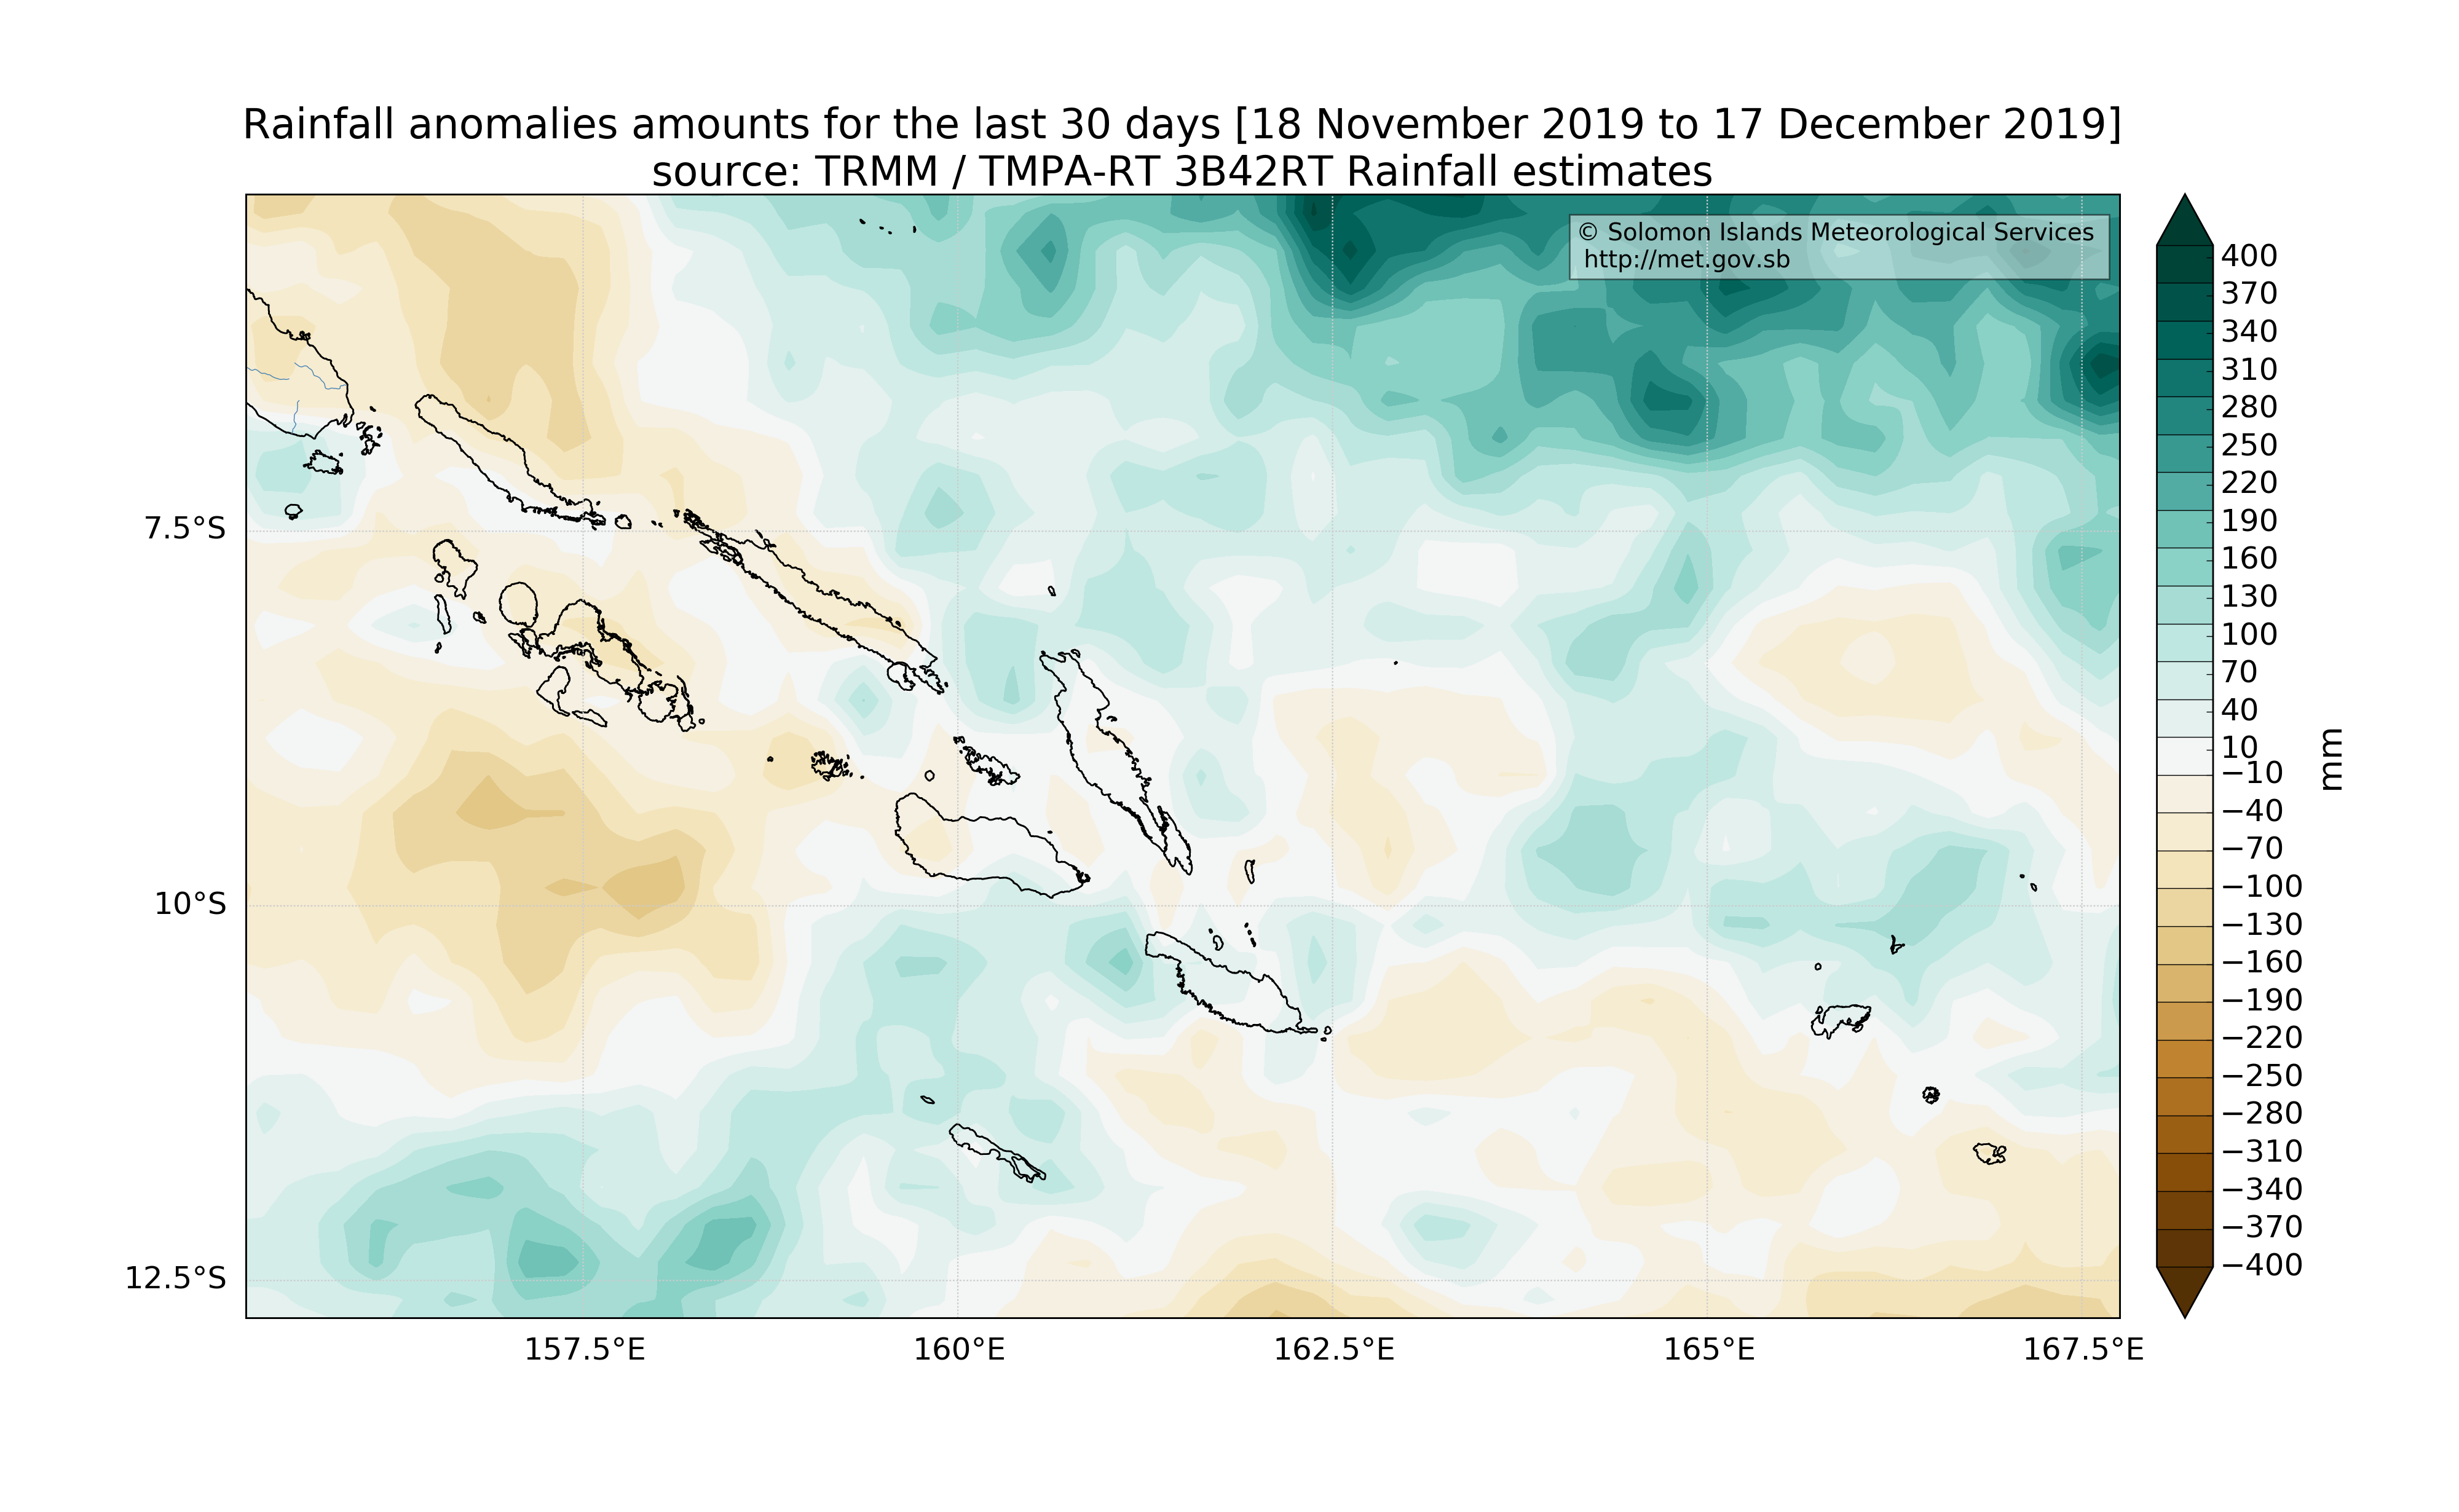 Rainfall anomalies amounts for the last 30 days [18 November 2019 to 17 December 2019]
source: TRMM / TMPA-RT 3B42RT Rainfall estimates
© Solomon Islands Meteorological Services
http://met.gov.sb
7.5°S
10°S
12.5°S
157.5°E
160°E
162.5°E
165°E
167.5°E
400
370
340
310
280
250
220
190
160
130
100
70
40
10
−10
−40
−70
−100
−130
−160
−190
−220
−250
−280
−310
−340
−370
−400
mm